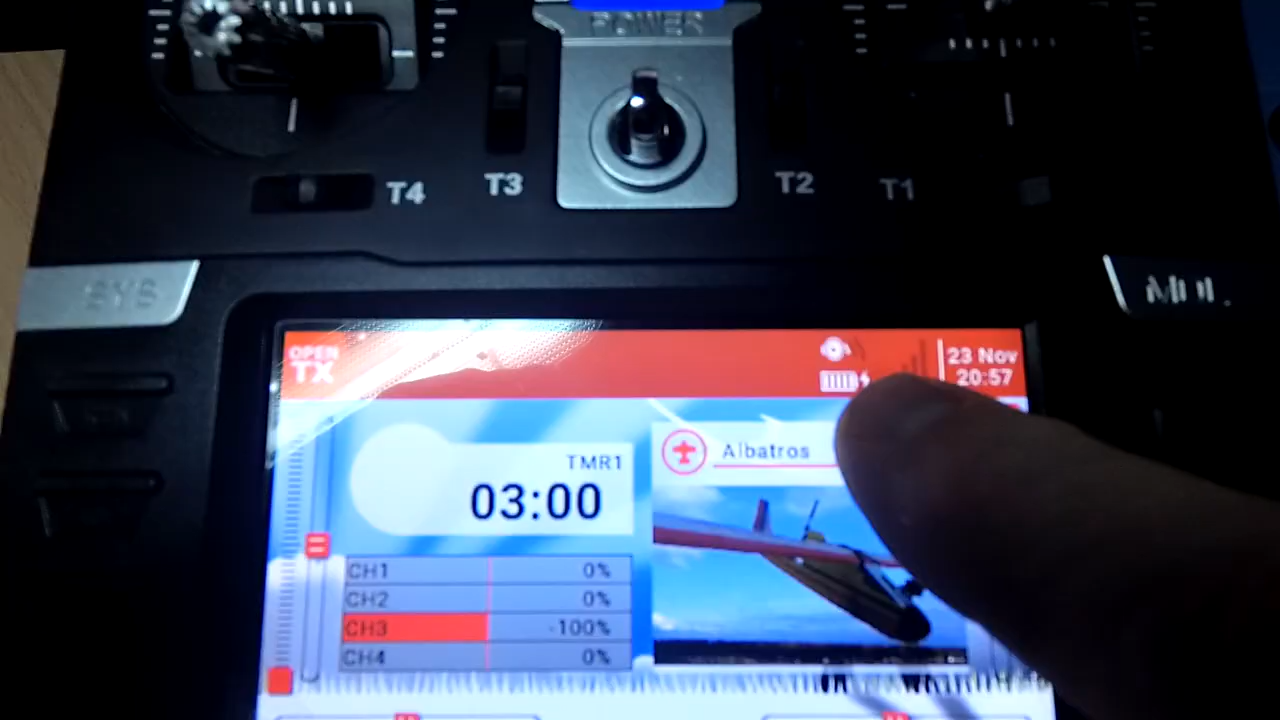 POWER
T4
T3
T2
T1
SYS
MDL
OPEN
TX
23 Nov
20:57
TMR1
03:00
Albatros
CH1 0%
CH2 0%
CH3 -100%
CH4 0%